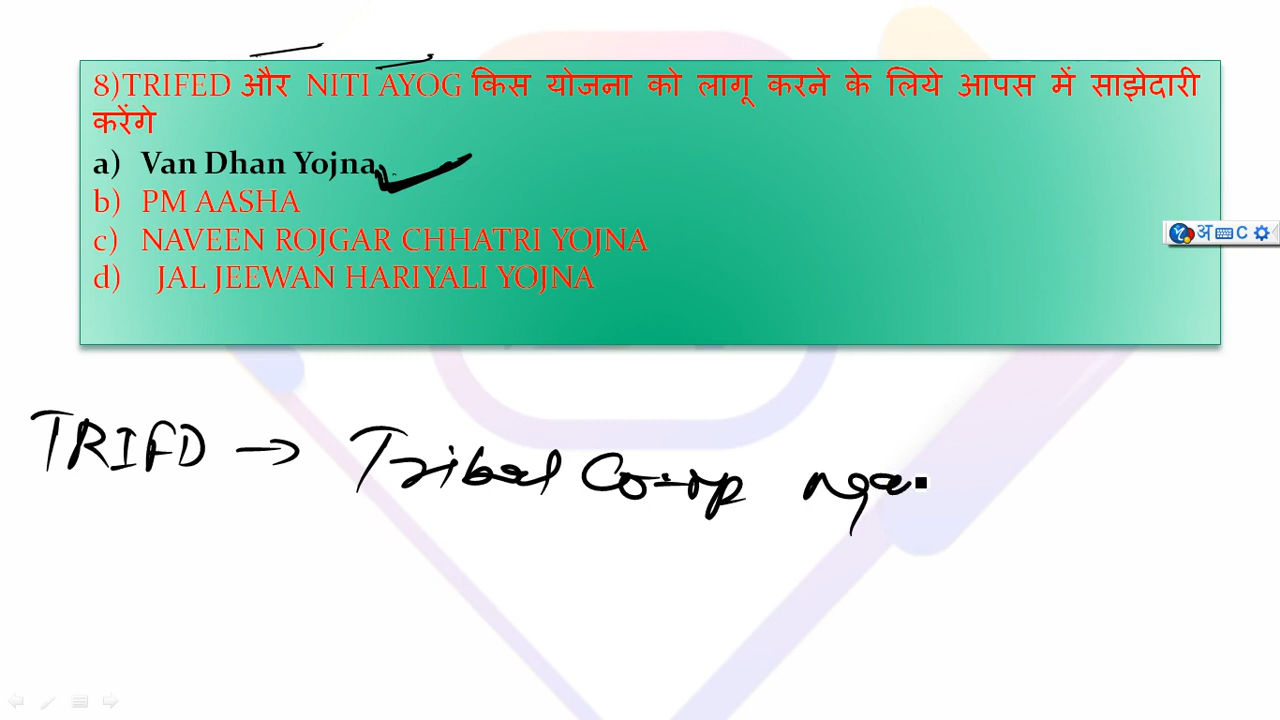 8)TRIFED और NITI AYOG किस योजना को लागू करने के लिये आपस में साझेदारी
करेंगे
a) Van Dhan Yojna
b) PM AASHA
c) NAVEEN ROJGAR CHHATRI YOJNA
d) JAL JEEWAN HARIYALI YOJNA
अ C
TRIFD → Tribal Co-op